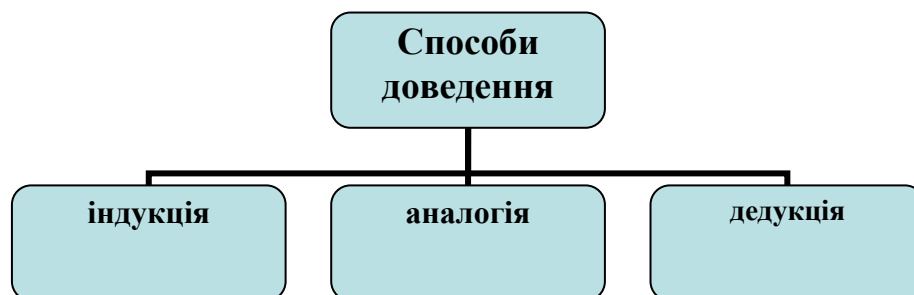 Способи
доведення
індукція
аналогія
дедукція